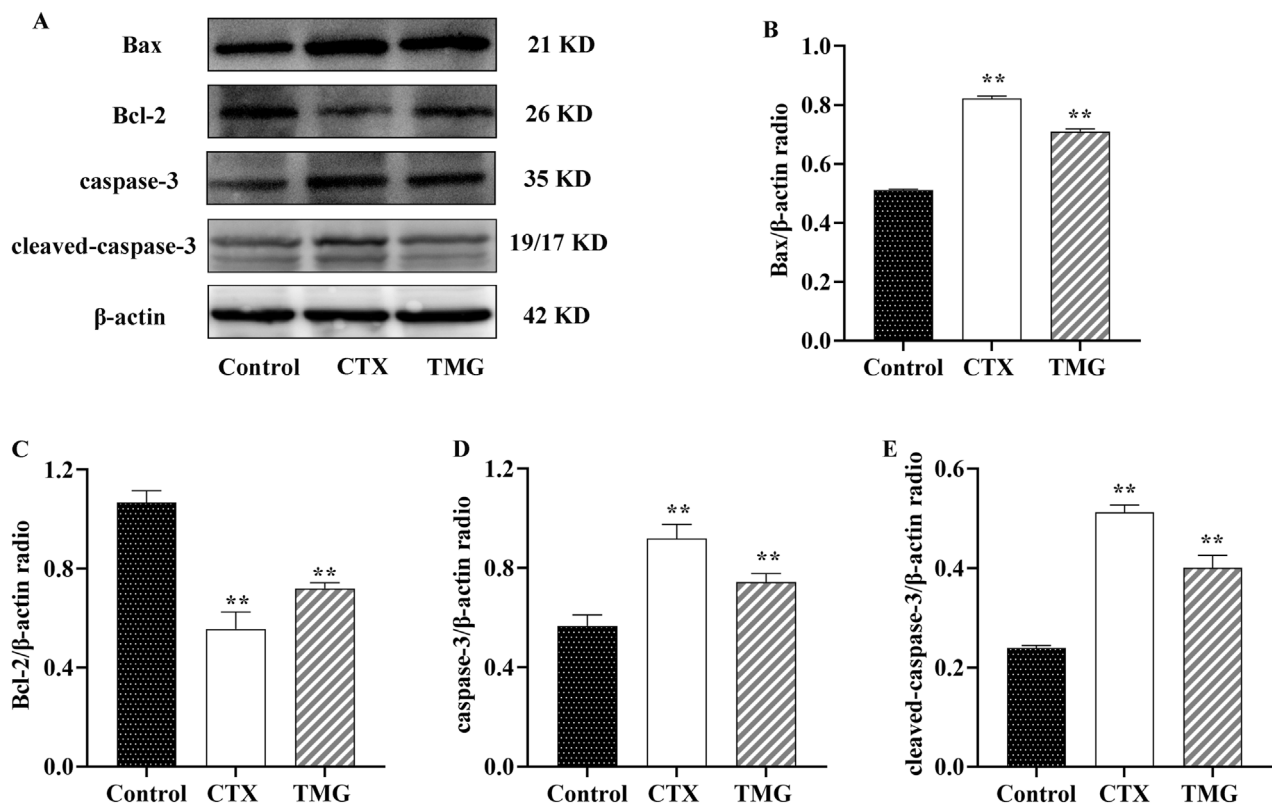 A
Bax
21 KD
Bcl-2
26 KD
caspase-3
35 KD
cleaved-caspase-3
19/17 KD
β-actin
42 KD
Control CTX TMG
B
Bax/β-actin radio
1.0
0.8
0.6
0.4
0.2
0.0
**
**
Control CTX TMG
C
Bcl-2/β-actin radio
1.2
0.8
0.4
0.0
**
**
Control CTX TMG
D
caspase-3/β-actin radio
1.2
0.8
0.4
0.0
**
**
Control CTX TMG
E
cleaved-caspase-3/β-actin radio
0.6
0.4
0.2
0.0
**
**
Control CTX TMG